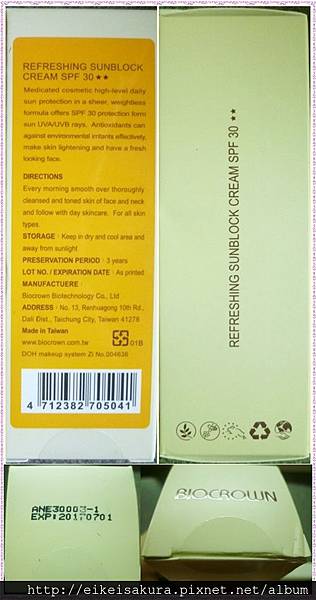 REFRESHING SUNBLOCK
CREAM SPF 30 ★★
Medicated cosmetic high-level daily
sun protection in a sheer, weightless
formula offers SPF 30 protection form
sun UVA/UVB rays. Antioxidants can
against environmental irritants effectively,
make skin lightening and have a fresh
looking face.
DIRECTIONS
Every morning smooth over thoroughly
cleansed and toned skin of face and neck
and follow with day skincare. For all skin
types.
STORAGE・Keep in dry and cool area and
away from sunlight
PRESERVATION PERIOD・3 years
LOT NO. / EXPIRATION DATE・As printed
MANUFACTUERE:
Biocrown Biotechnology Co., Ltd
ADDRESS・No. 13, Renhuagong 10th Rd.,
Dali Dist., Taichung City, Taiwan 41278
Made in Taiwan
www.biocrown.com.tw 01B
DOH makeup system Zi No.004636
4 712382 705041
REFRESHING SUNBLOCK CREAM SPF 30 ★★
EXP:20170701
BIOCROWN
http://eikeisakura.pixnet.net/album